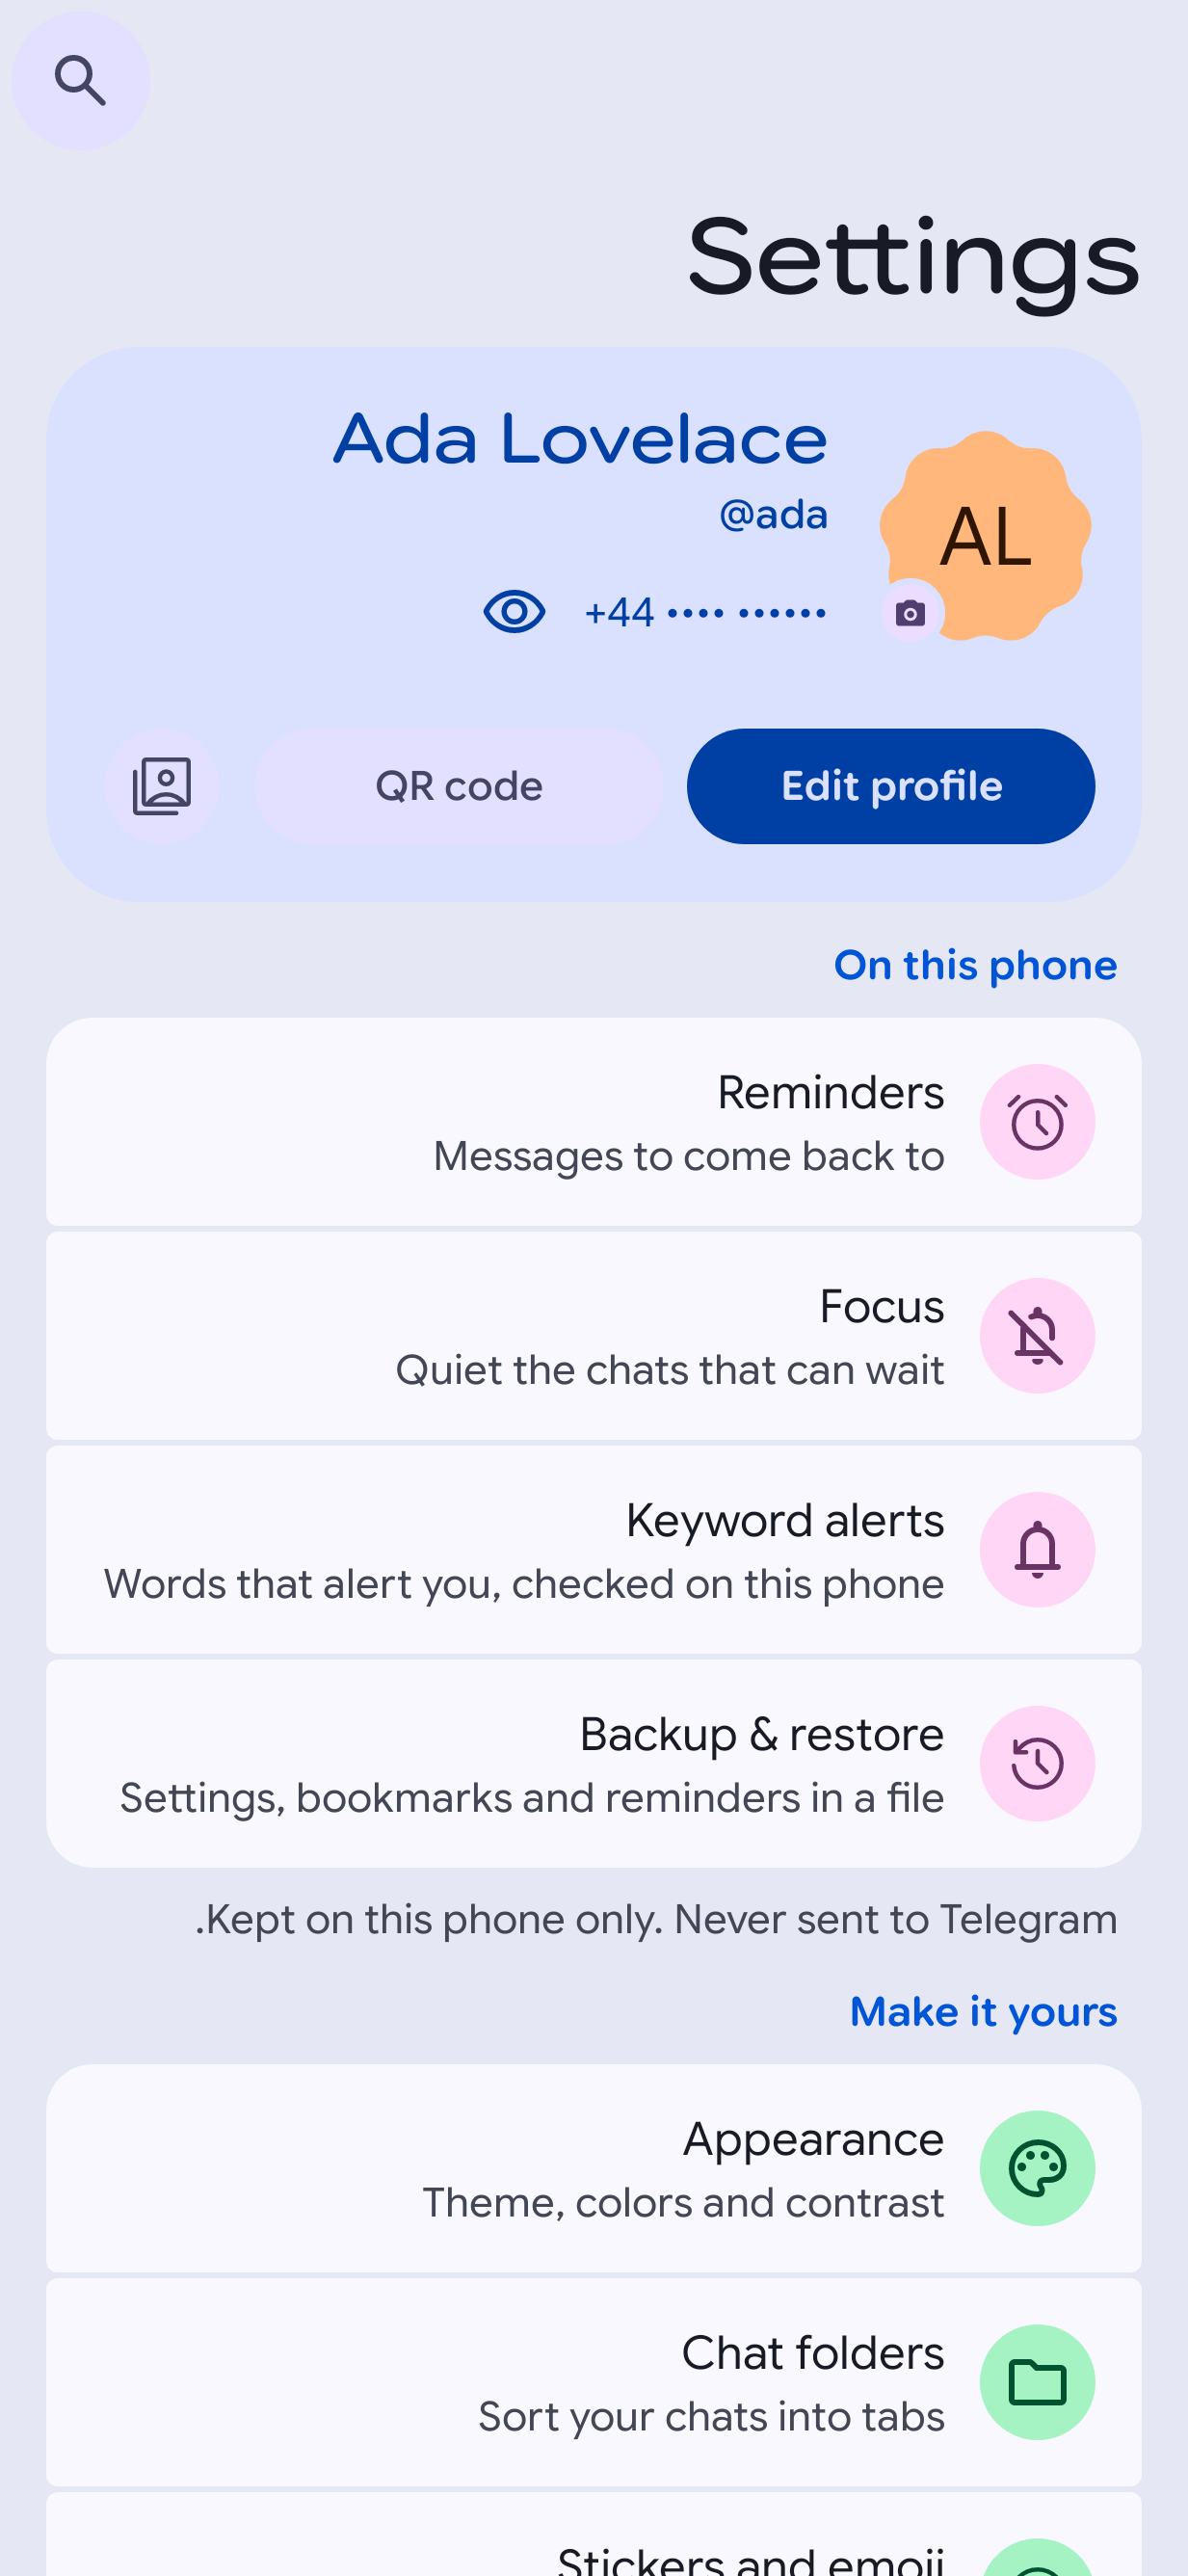 Settings
Ada Lovelace
@ada
AL
+44 •••• ••••••
Edit profile
QR code
On this phone
Reminders
Messages to come back to
Focus
Quiet the chats that can wait
Keyword alerts
Words that alert you, checked on this phone
Backup & restore
Settings, bookmarks and reminders in a file
.Kept on this phone only. Never sent to Telegram
Make it yours
Appearance
Theme, colors and contrast
Chat folders
Sort your chats into tabs
Stickers and emoji